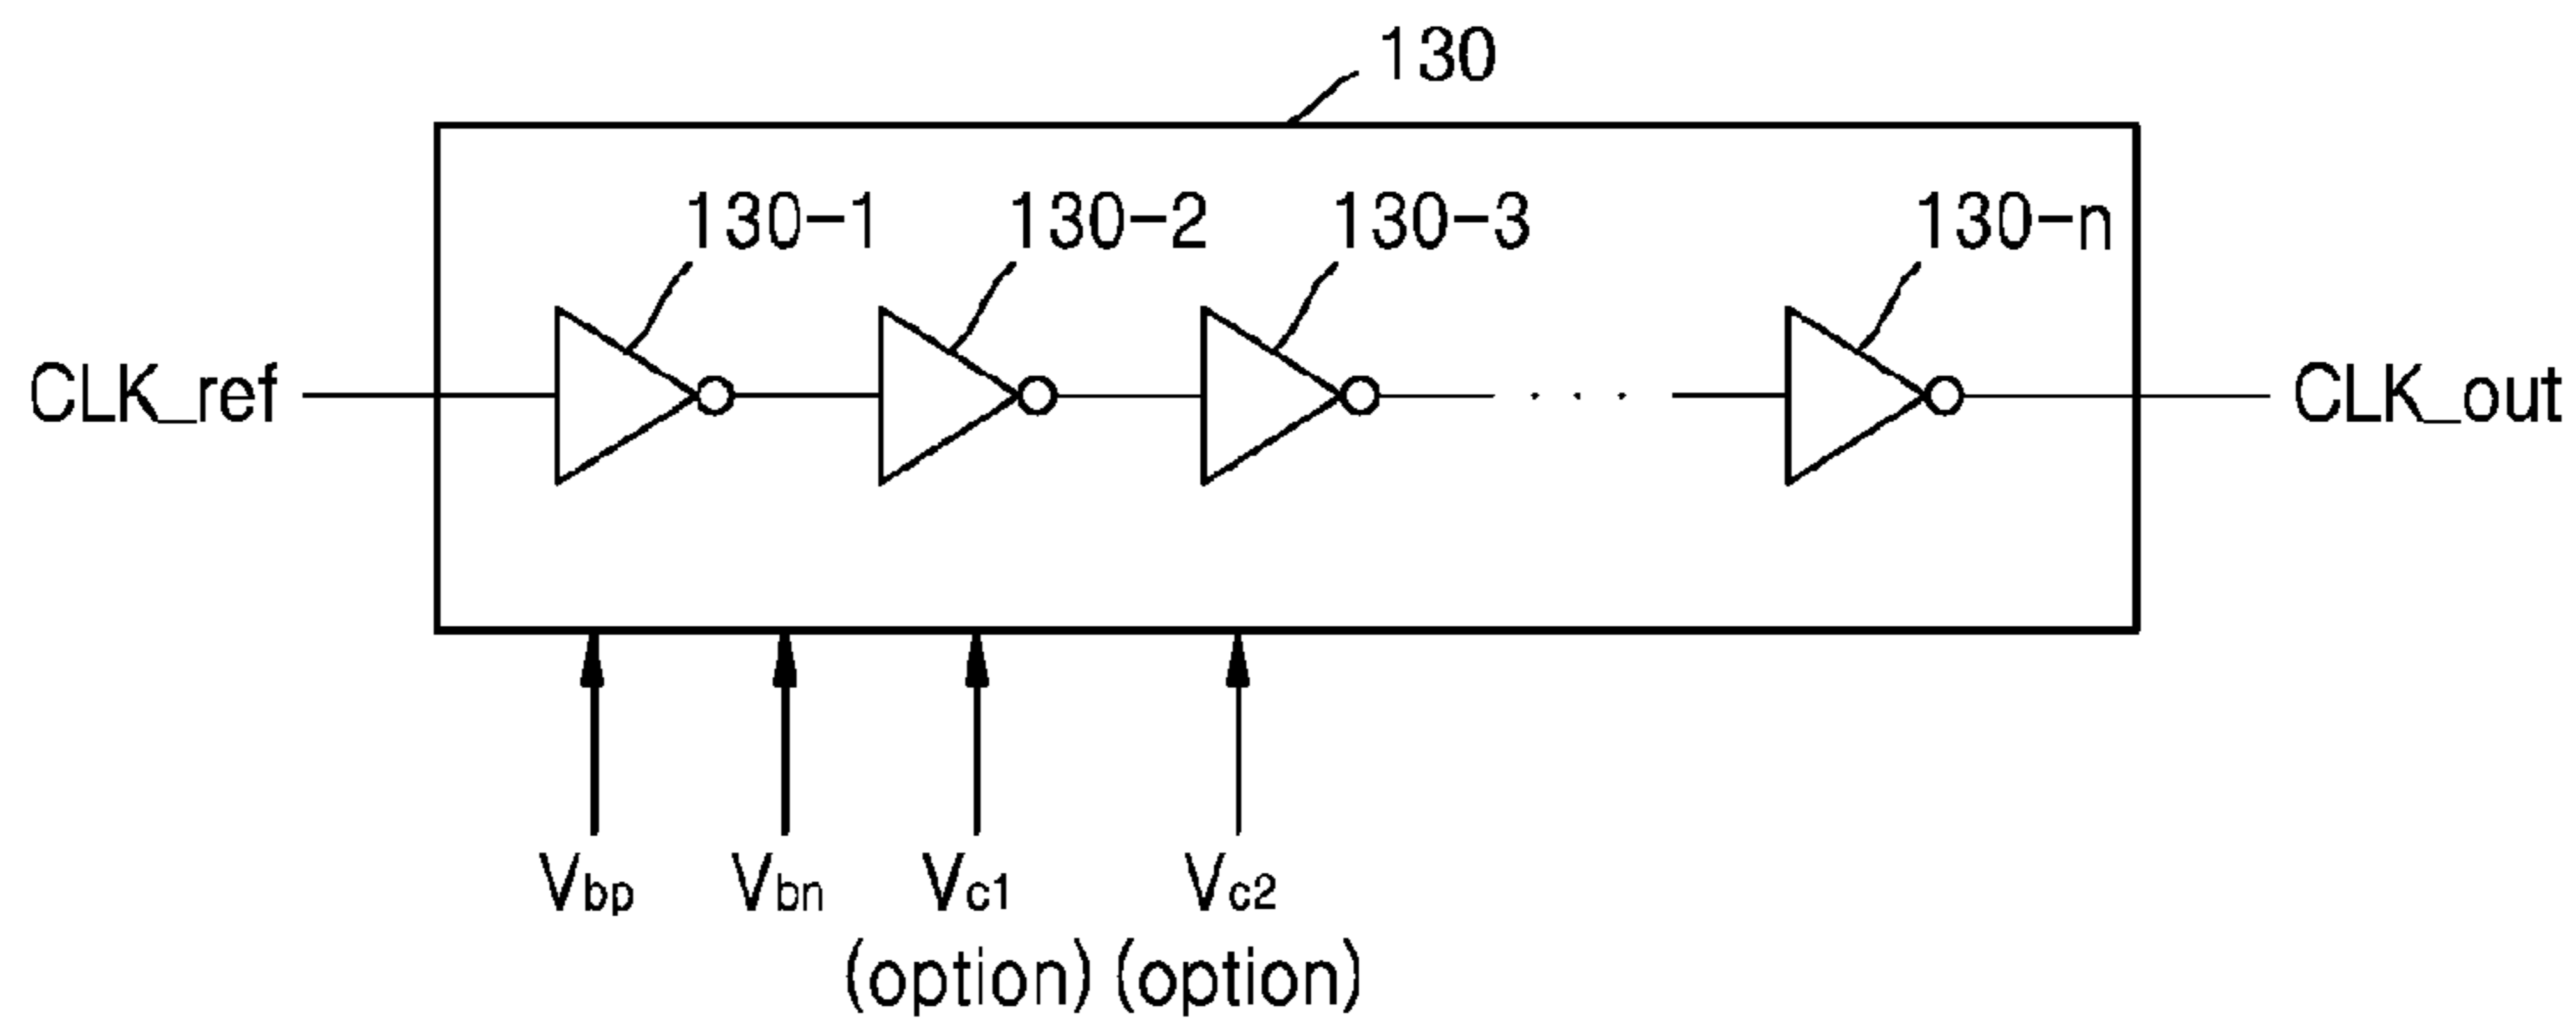 130
130-1 130-2 130-3 130-n
CLK_ref CLK_out
Vbp Vbn Vc1 Vc2
(option) (option)